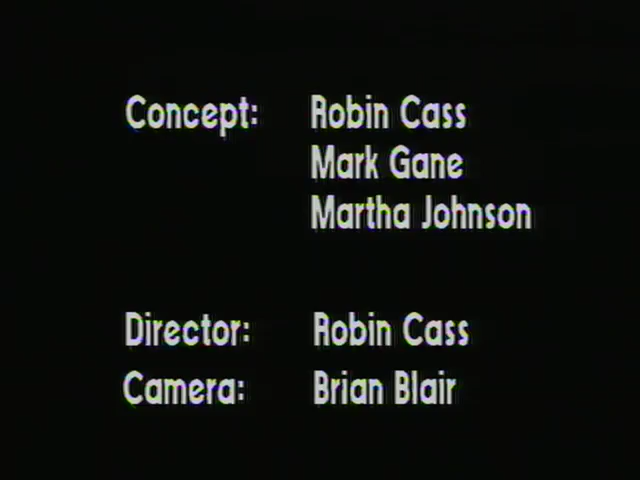 Concept: Robin Cass
Mark Gane
Martha Johnson
Director: Robin Cass
Camera: Brian Blair